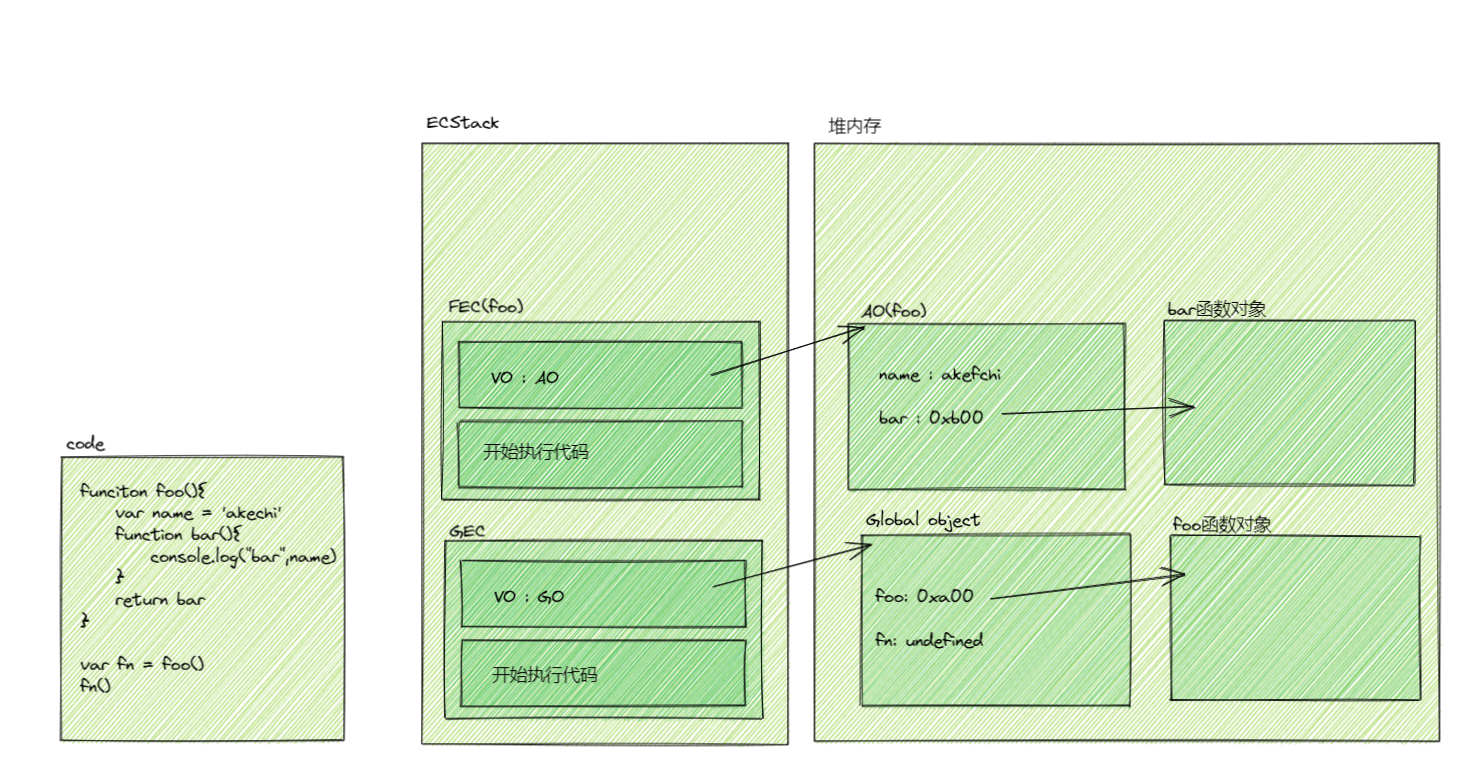 code
funciton foo(){
var name = 'akechi'
function bar(){
console.log("bar",name)
}
return bar
}
var fn = foo()
fn()
ECStack
FEC(foo)
VO : AO
开始执行代码
GEC
VO : GO
开始执行代码
堆内存
AO(foo)
name : akefchi
bar : 0xb00
bar函数对象
Global object
foo: 0xa00
fn: undefined
foo函数对象